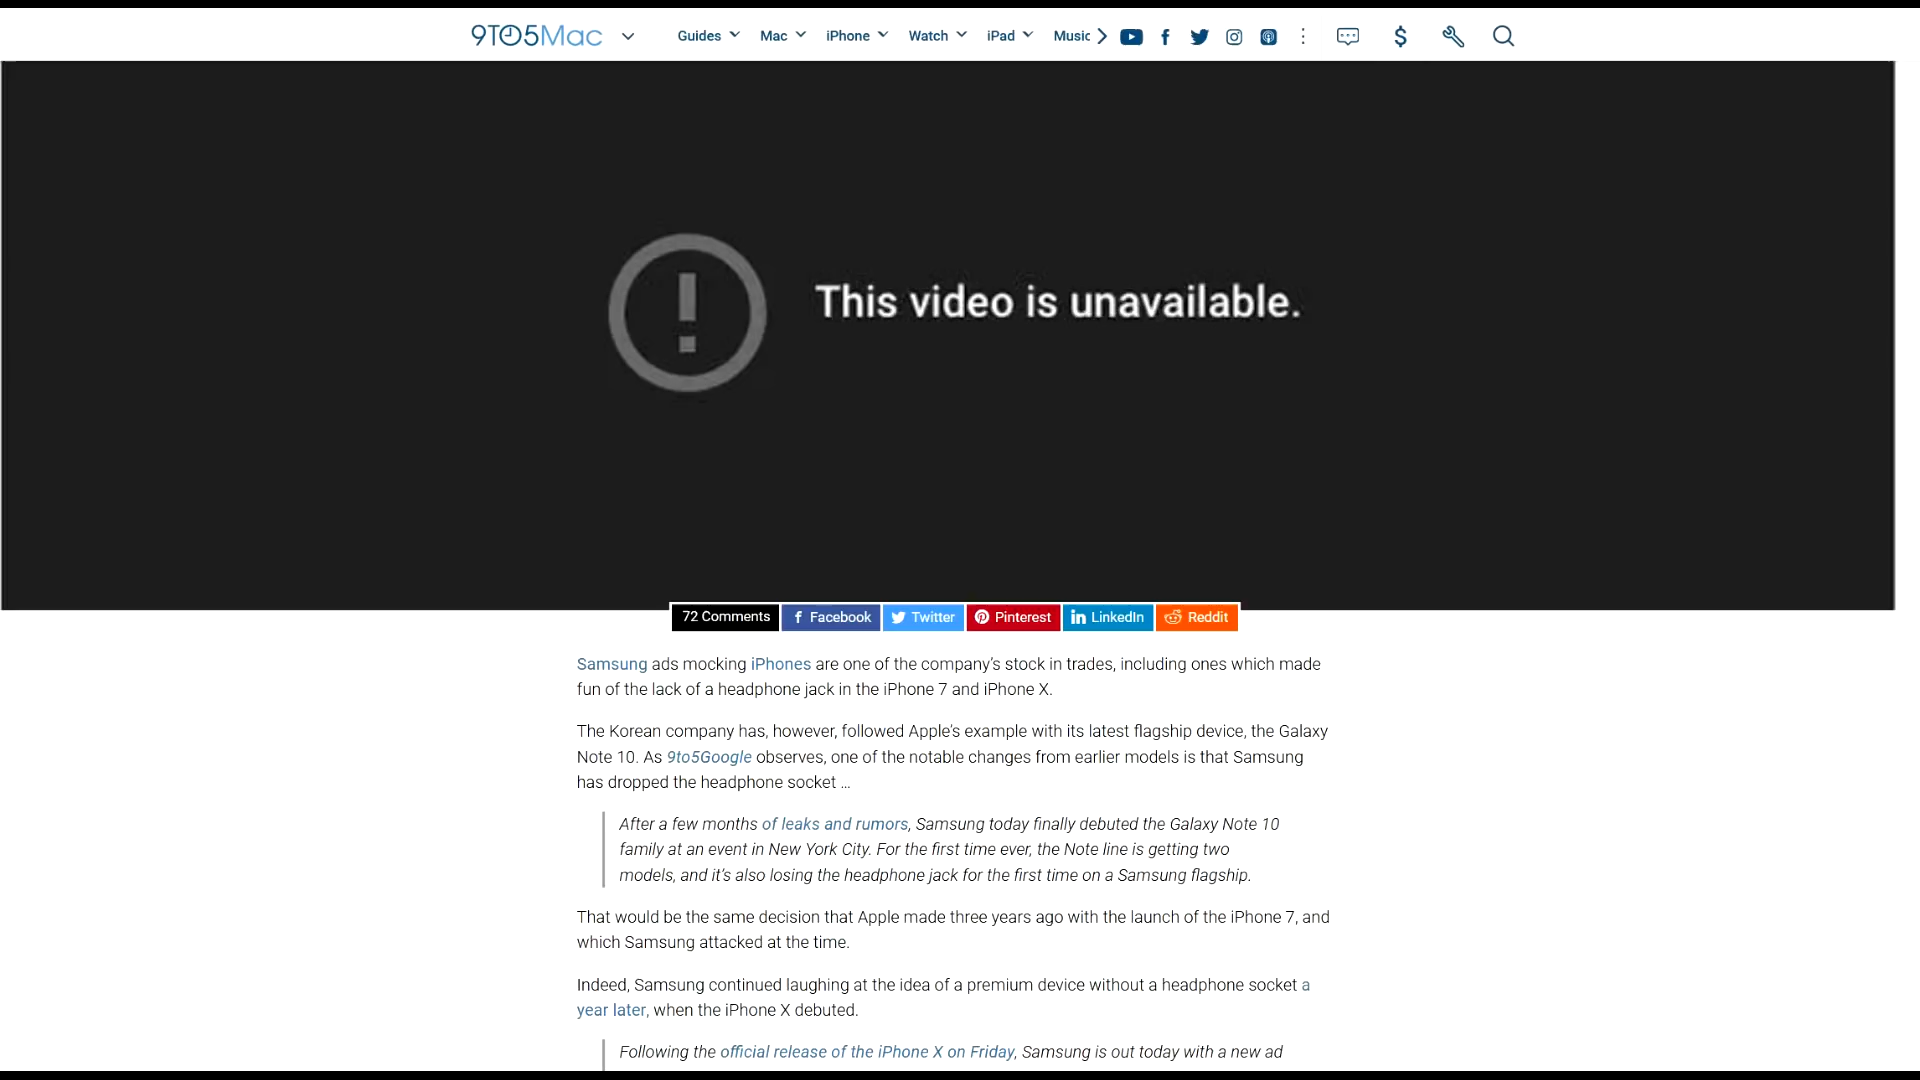 9TO5Mac Guides Mac iPhone Watch iPad Music
This video is unavailable.
72 Comments Facebook Twitter Pinterest LinkedIn Reddit
Samsung ads mocking iPhones are one of the company’s stock in trades, including ones which made
fun of the lack of a headphone jack in the iPhone 7 and iPhone X.
The Korean company has, however, followed Apple’s example with its latest flagship device, the Galaxy
Note 10. As 9to5Google observes, one of the notable changes from earlier models is that Samsung
has dropped the headphone socket …
After a few months of leaks and rumors, Samsung today finally debuted the Galaxy Note 10
family at an event in New York City. For the first time ever, the Note line is getting two
models, and it’s also losing the headphone jack for the first time on a Samsung flagship.
That would be the same decision that Apple made three years ago with the launch of the iPhone 7, and
which Samsung attacked at the time.
Indeed, Samsung continued laughing at the idea of a premium device without a headphone socket a
year later, when the iPhone X debuted.
Following the official release of the iPhone X on Friday, Samsung is out today with a new ad